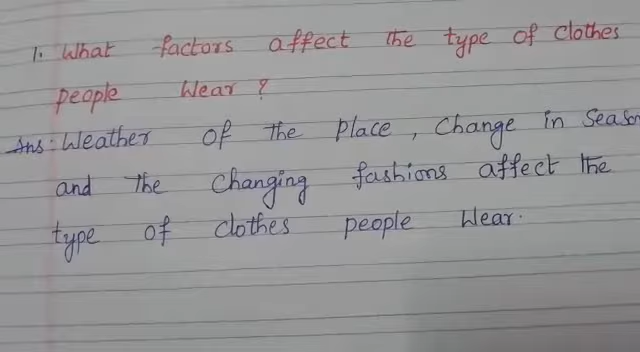 1. What factors affect the type of clothes
people Wear ?
Ans: Weather of the place, Change in Season
and the Changing fashions affect the
type of clothes people Wear.